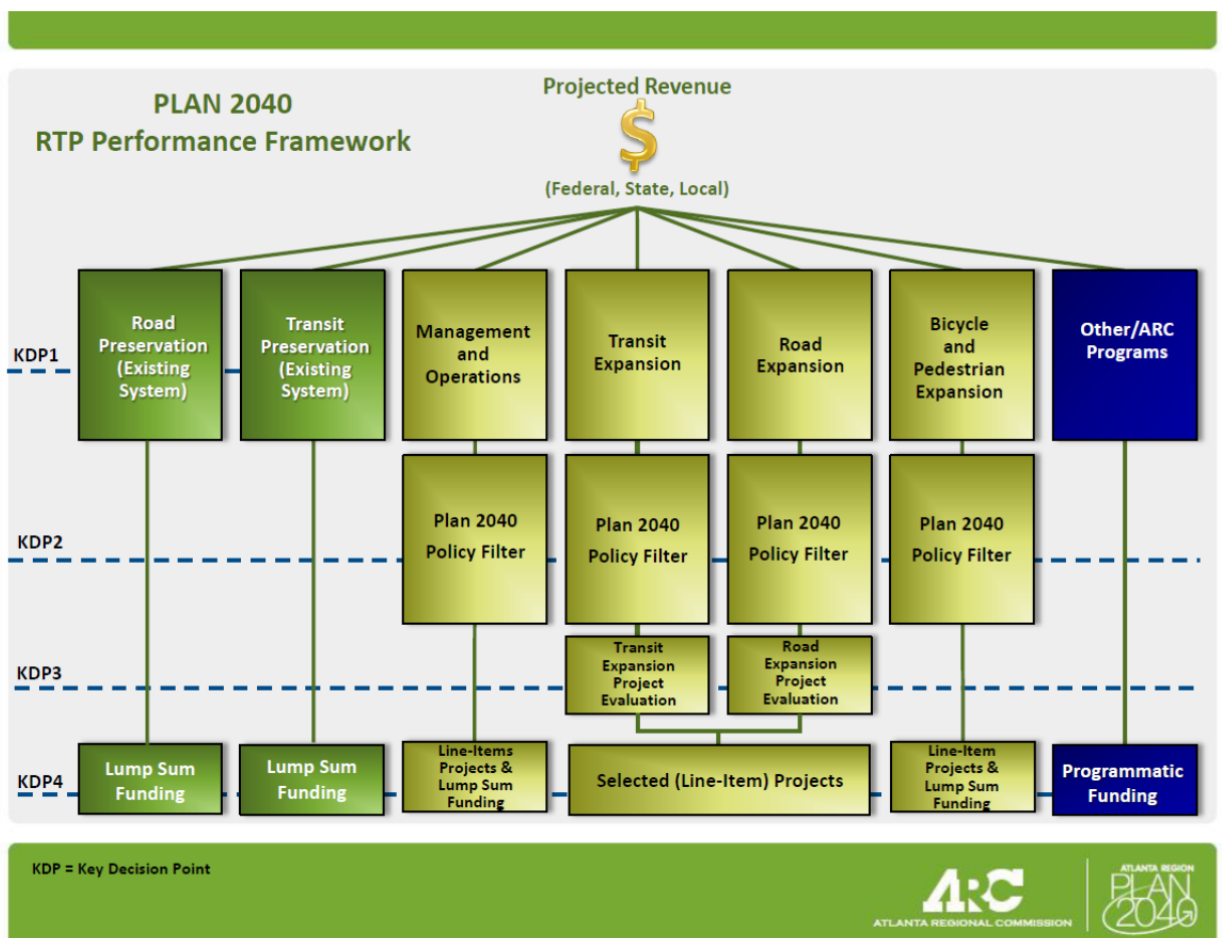 PLAN 2040
RTP Performance Framework
Projected Revenue
$
(Federal, State, Local)
KDP1
Road
Preservation
(Existing
System)
Transit
Preservation
(Existing
System)
Management
and
Operations
Transit
Expansion
Road
Expansion
Bicycle
and
Pedestrian
Expansion
Other/ARC
Programs
KDP2
Plan 2040
Policy Filter
Plan 2040
Policy Filter
Plan 2040
Policy Filter
Plan 2040
Policy Filter
KDP3
Transit
Expansion
Project
Evaluation
Road
Expansion
Project
Evaluation
KDP4
Lump Sum
Funding
Lump Sum
Funding
Line-Items
Projects &
Lump Sum
Funding
Selected (Line-Item) Projects
Line-Item
Projects &
Lump Sum
Funding
Programmatic
Funding
KDP = Key Decision Point
ARC
ATLANTA REGIONAL COMMISSION
ATLANTA REGION
PLAN
2040